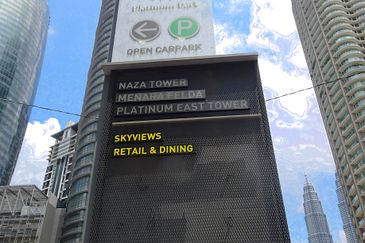 Platinum Park
P
OPEN CARPARK
NAZA TOWER
MENARA FELDA
PLATINUM EAST TOWER
SKYVIEWS
RETAIL & DINING